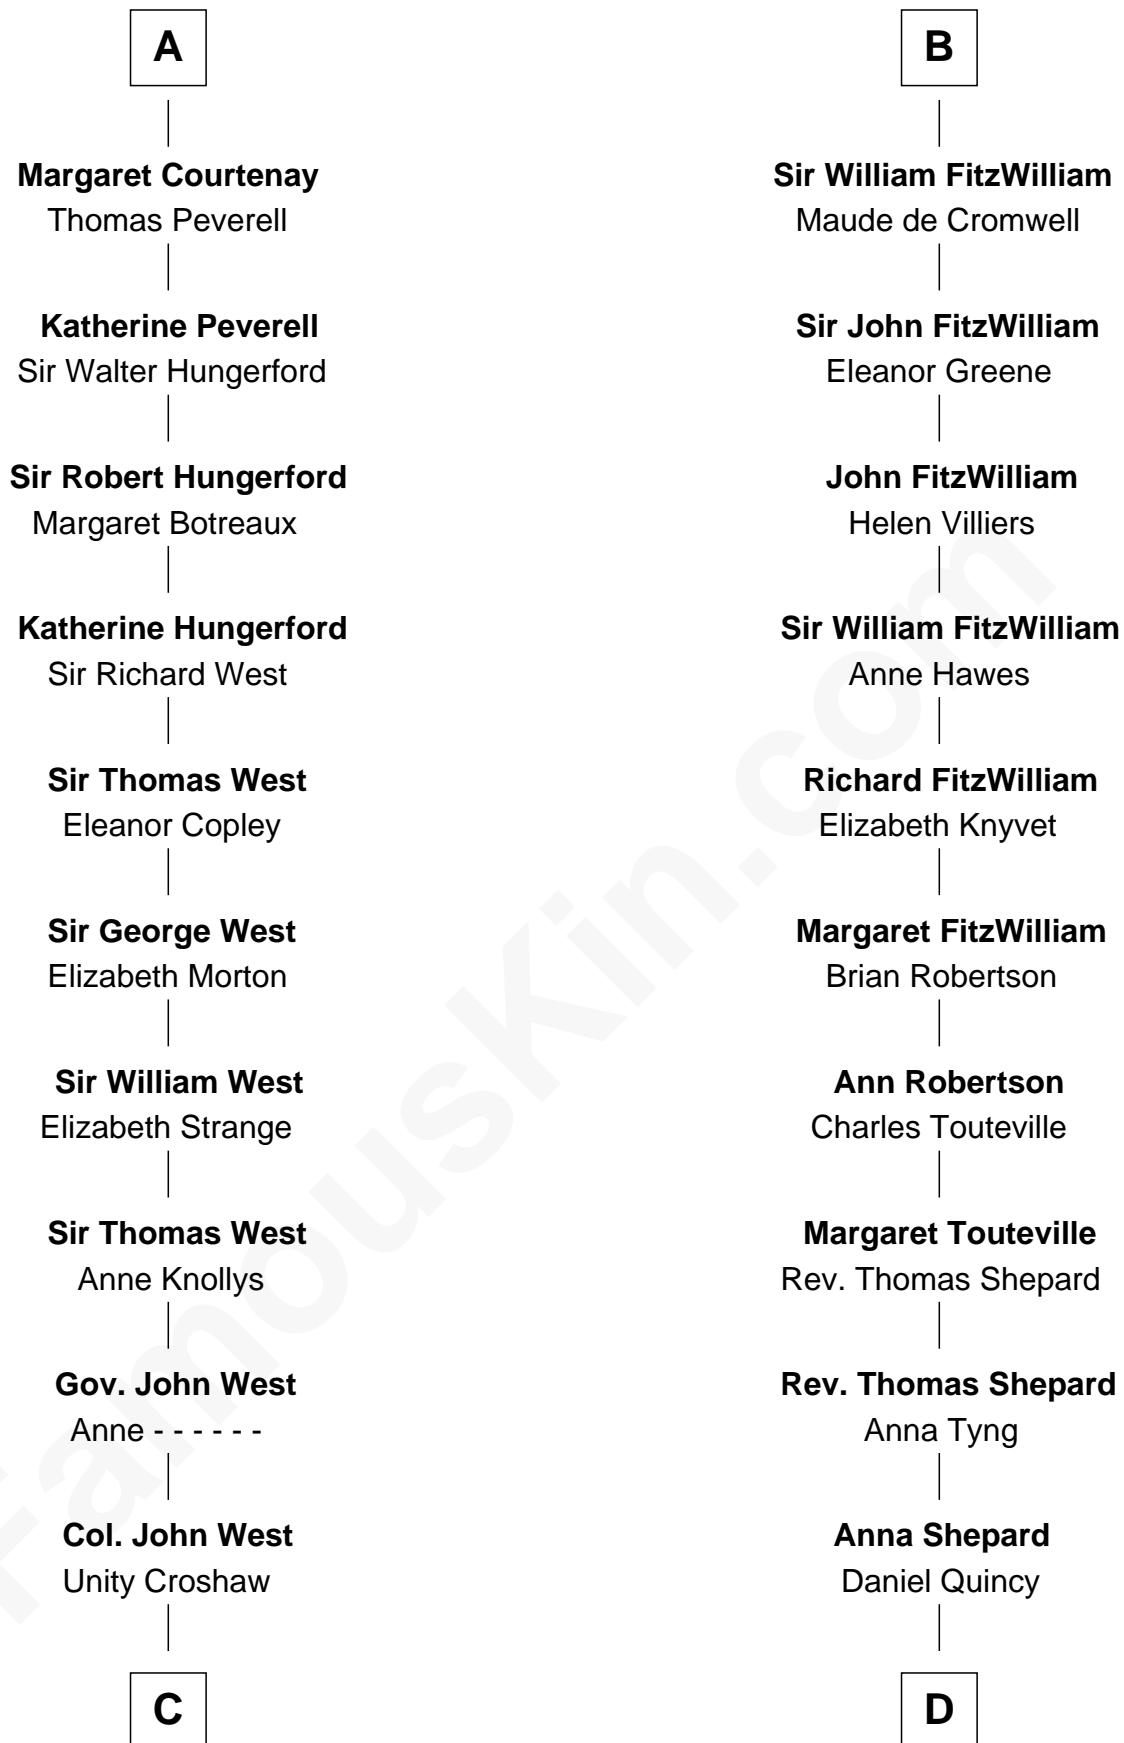 A
Margaret Courtenay
Thomas Peverell
Katherine Peverell
Sir Walter Hungerford
Sir Robert Hungerford
Margaret Botreaux
Katherine Hungerford
Sir Richard West
Sir Thomas West
Eleanor Copley
Sir George West
Elizabeth Morton
Sir William West
Elizabeth Strange
Sir Thomas West
Anne Knollys
Gov. John West
Anne - - - - - -
Col. John West
Unity Croshaw
C
B
Sir William FitzWilliam
Maude de Cromwell
Sir John FitzWilliam
Eleanor Greene
John FitzWilliam
Helen Villiers
Sir William FitzWilliam
Anne Hawes
Richard FitzWilliam
Elizabeth Knyvet
Margaret FitzWilliam
Brian Robertson
Ann Robertson
Charles Touteville
Margaret Touteville
Rev. Thomas Shepard
Rev. Thomas Shepard
Anna Tyng
Anna Shepard
Daniel Quincy
D
FamousKin.com